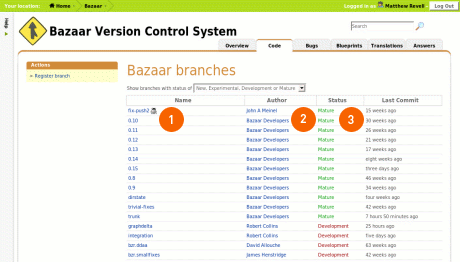 Your location: Home Bazaar Logged in as Matthew Revell Log Out
Help
Bazaar Version Control System
Search
Overview Code Bugs Blueprints Translations Answers
Actions
Register branch
Bazaar branches
Show branches with status of New, Experimental, Development or Mature
Name Author Status Last Commit
fix-push2 John A Meinel Mature 15 weeks ago
0.10 Bazaar Developers Mature 30 weeks ago
0.11 Bazaar Developers Mature 26 weeks ago
0.12 Bazaar Developers Mature 21 weeks ago
0.13 Bazaar Developers Mature 17 weeks ago
0.14 Bazaar Developers Mature eight weeks ago
0.15 Bazaar Developers Mature three days ago
0.8 Bazaar Developers Mature 46 weeks ago
0.9 Bazaar Developers Mature 34 weeks ago
dirstate Bazaar Developers Mature four weeks ago
trivial-fixes Bazaar Developers Mature 42 weeks ago
trunk Bazaar Developers Mature 7 hours 50 minutes ago
graphdelta Robert Collins Development 25 hours ago
integration Robert Collins Development five days ago
bzr.ddaa David Allouche Development 63 weeks ago
bzr.smallfixes James Henstridge Development 42 weeks ago
1 2 3